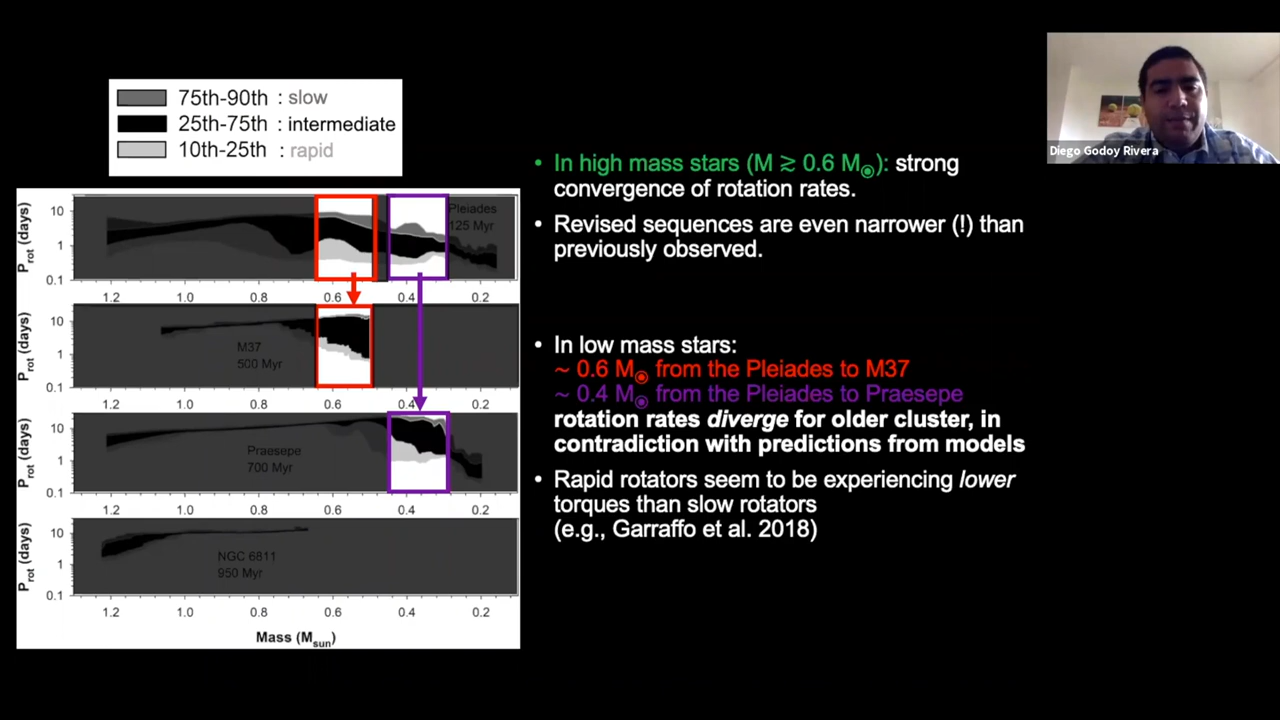 75th-90th : slow
25th-75th : intermediate
10th-25th : rapid
Diego Godoy Rivera
P_rot (days)
10
1
0.1
Pleiades
125 Myr
1.2 1.0 0.8 0.6 0.4 0.2
P_rot (days)
10
1
0.1
M37
500 Myr
1.2 1.0 0.8 0.6 0.4 0.2
P_rot (days)
10
1
0.1
Praesepe
700 Myr
1.2 1.0 0.8 0.6 0.4 0.2
P_rot (days)
10
1
0.1
NGC 6811
950 Myr
1.2 1.0 0.8 0.6 0.4 0.2
Mass (M_sun)
• In high mass stars (M ≳ 0.6 M_⊙): strong
convergence of rotation rates.
• Revised sequences are even narrower (!) than
previously observed.
• In low mass stars:
~ 0.6 M_⊙ from the Pleiades to M37
~ 0.4 M_⊙ from the Pleiades to Praesepe
rotation rates diverge for older cluster, in
contradiction with predictions from models
• Rapid rotators seem to be experiencing lower
torques than slow rotators
(e.g., Garraffo et al. 2018)